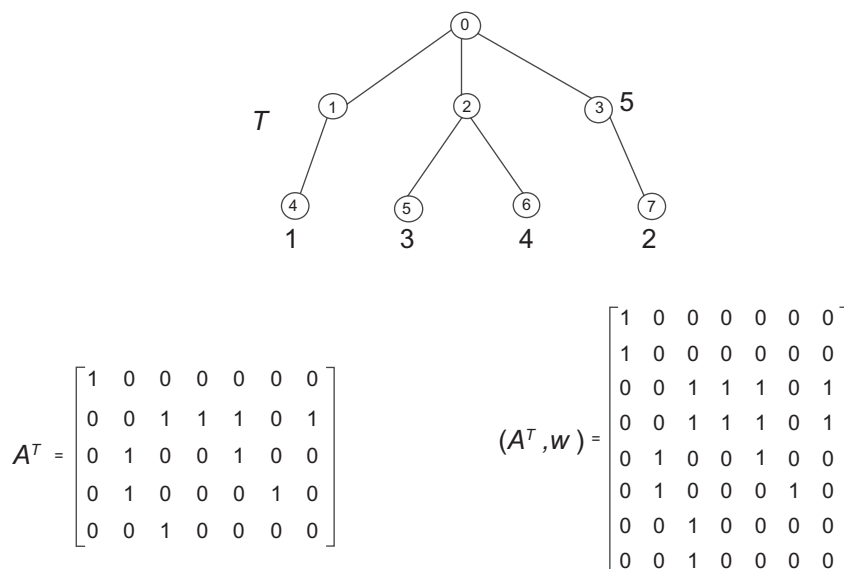 0
T
1 2 3 5
4 5 6 7
1 3 4 2
A^T = [ 1 0 0 0 0 0 0
0 0 1 1 1 0 1
0 1 0 0 1 0 0
0 1 0 0 0 1 0
0 0 1 0 0 0 0 ]
(A^T ,w ) = [ 1 0 0 0 0 0 0
1 0 0 0 0 0 0
0 0 1 1 1 0 1
0 0 1 1 1 0 1
0 1 0 0 1 0 0
0 1 0 0 0 1 0
0 0 1 0 0 0 0
0 0 1 0 0 0 0